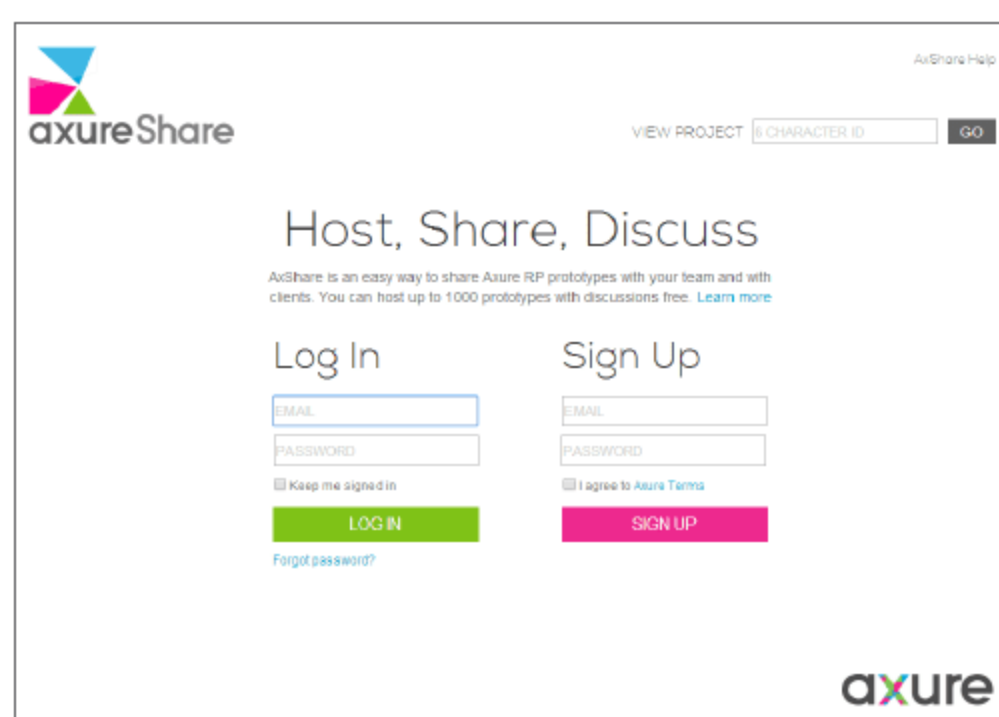 AxShare Help
axureShare
VIEW PROJECT 6 CHARACTER ID GO
Host, Share, Discuss
AxShare is an easy way to share Axure RP prototypes with your team and with
clients. You can host up to 1000 prototypes with discussions free. Learn more
Log In
EMAIL
PASSWORD
Keep me signed in
LOG IN
Forgot password?
Sign Up
EMAIL
PASSWORD
I agree to Axure Terms
SIGN UP
axure